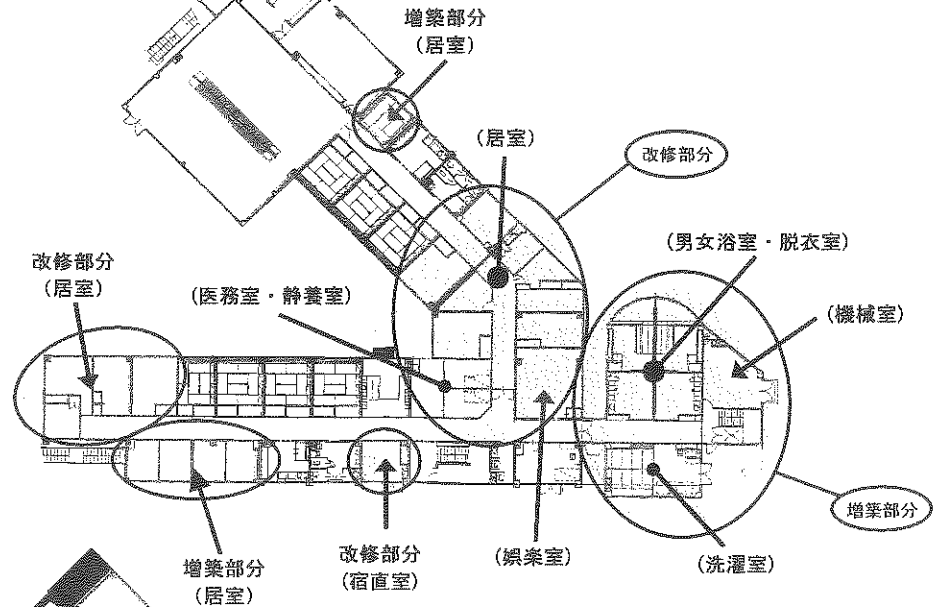 増築部分
(居室)
(居室)
改修部分
(男女浴室・脱衣室)
改修部分
(居室)
(医務室・静養室)
(機械室)
増築部分
(娯楽室)
(洗濯室)
改修部分
(宿直室)
増築部分
(居室)